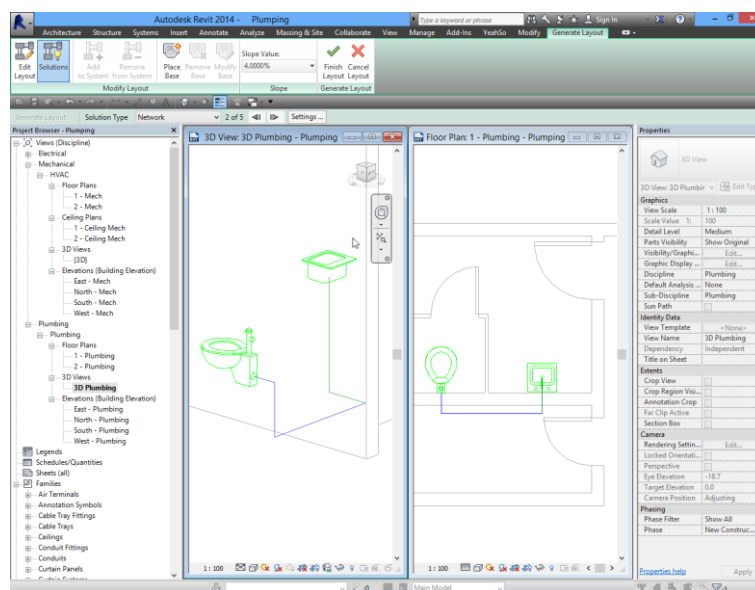 Autodesk Revit 2014 - Plumping
Type a keyword or phrase
Sign In
Architecture Structure Systems Insert Annotate Analyze Massing & Site Collaborate View Manage Add-Ins YeahSo Modify Generate Layout
Edit Layout
Solutions
Add to System
Remove from System
Place Base
Remove Base
Modify Base
Slope Value:
4.0000%
Finish Layout
Cancel Layout
Modify Layout
Slope
Generate Layout
Generate Layout
Solution Type Network
2 of 5
Settings...
Project Browser - Plumping
Views (Discipline)
Electrical
Mechanical
HVAC
Floor Plans
1 - Mech
2 - Mech
Ceiling Plans
1 - Ceiling Mech
2 - Ceiling Mech
3D Views
{3D}
Elevations (Building Elevation)
East - Mech
North - Mech
South - Mech
West - Mech
Plumbing
Plumbing
Floor Plans
1 - Plumbing
2 - Plumbing
3D Views
3D Plumbing
Elevations (Building Elevation)
East - Plumbing
North - Plumbing
South - Plumbing
West - Plumbing
Legends
Schedules/Quantities
Sheets (all)
Families
Air Terminals
Annotation Symbols
Cable Tray Fittings
Cable Trays
Ceilings
Conduit Fittings
Conduits
Curtain Panels
3D View: 3D Plumbing - Plumping
1 : 100
Floor Plan: 1 - Plumbing - Plumping
1 : 100
Main Model
Properties
3D View
3D View: 3D Plumbir
Edit Typ
Graphics
View Scale 1 : 100
Scale Value 1: 100
Detail Level Medium
Parts Visibility Show Original
Visibility/Graphi... Edit...
Graphic Display ... Edit...
Discipline Plumbing
Default Analysis ... None
Sub-Discipline Plumbing
Sun Path
Identity Data
View Template <None>
View Name 3D Plumbing
Dependency Independent
Title on Sheet
Extents
Crop View
Crop Region Visi...
Annotation Crop
Far Clip Active
Section Box
Camera
Rendering Settin... Edit...
Locked Orientati...
Perspective
Eye Elevation -18.7
Target Elevation 0.0
Camera Position Adjusting
Phasing
Phase Filter Show All
Phase New Construc...
Properties help
Apply